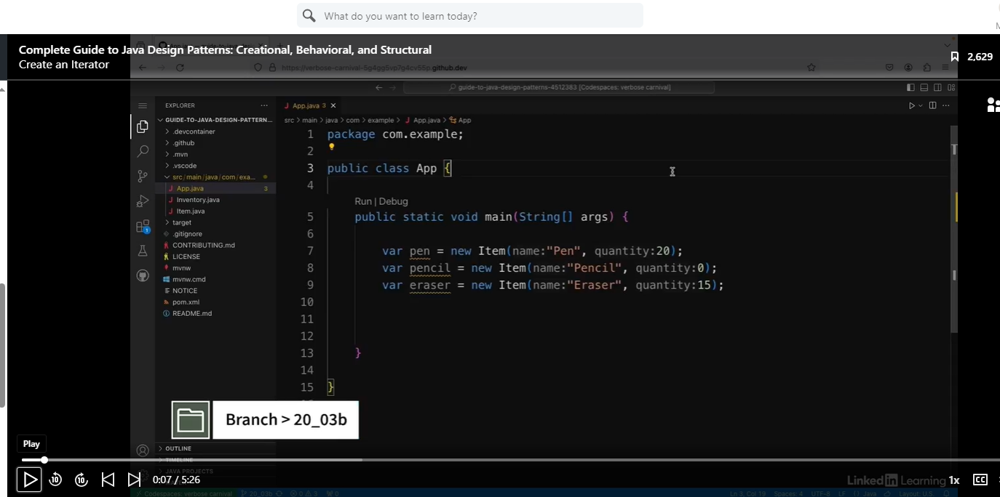 What do you want to learn today?
Complete Guide to Java Design Patterns: Creational, Behavioral, and Structural
Create an Iterator
2,629
https://verbose-carnival-5g4gg5vp7g4cv55p.github.dev
guide-to-java-design-patterns-4512383 [Codespaces: verbose carnival]
EXPLORER
GUIDE-TO-JAVA-DESIGN-PATTERN...
.devcontainer
.github
.mvn
.vscode
src/main/java/com/exa...
App.java 3
Inventory.java
Item.java
target
.gitignore
CONTRIBUTING.md
LICENSE
mvnw
mvnw.cmd
NOTICE
pom.xml
README.md
App.java 3
src > main > java > com > example > App.java > App
1 package com.example;
2
3 public class App {
4
Run | Debug
5 public static void main(String[] args) {
6
7 var pen = new Item(name:"Pen", quantity:20);
8 var pencil = new Item(name:"Pencil", quantity:0);
9 var eraser = new Item(name:"Eraser", quantity:15);
10
11
12
13 }
14
15 }
Branch > 20_03b
OUTLINE
TIMELINE
JAVA PROJECTS
Play
10
10
0:07 / 5:26
LinkedIn Learning
1x
CC
Codespaces: verbose carnival 20_03b 0 3 0
Ln 3, Col 19 Spaces: 4 UTF-8 LF {} Java Layout: U.S.